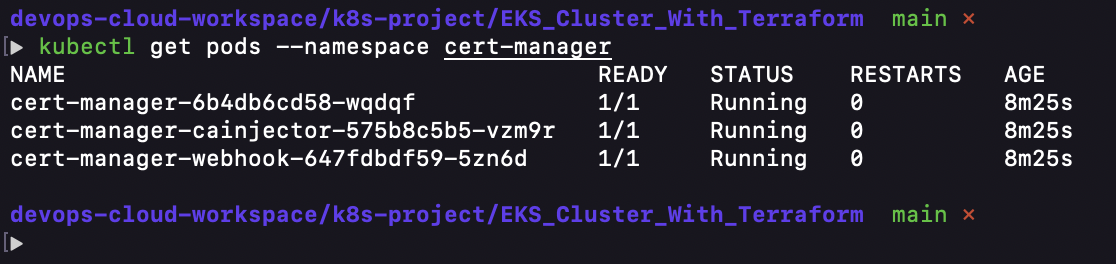 devops-cloud-workspace/k8s-project/EKS_Cluster_With_Terraform main ×
kubectl get pods --namespace cert-manager
NAME READY STATUS RESTARTS AGE
cert-manager-6b4db6cd58-wqdqf 1/1 Running 0 8m25s
cert-manager-cainjector-575b8c5b5-vzm9r 1/1 Running 0 8m25s
cert-manager-webhook-647fdbdf59-5zn6d 1/1 Running 0 8m25s
devops-cloud-workspace/k8s-project/EKS_Cluster_With_Terraform main ×